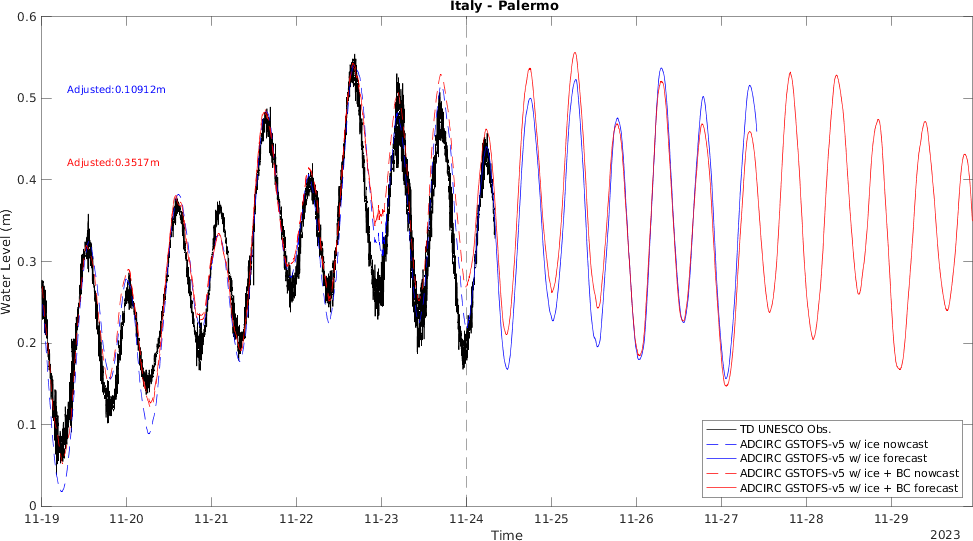 Italy - Palermo
0.6
0.5
0.4
0.3
0.2
0.1
0
Water Level (m)
Adjusted:0.10912m
Adjusted:0.3517m
TD UNESCO Obs.
ADCIRC GSTOFS-v5 w/ ice nowcast
ADCIRC GSTOFS-v5 w/ ice forecast
ADCIRC GSTOFS-v5 w/ ice + BC nowcast
ADCIRC GSTOFS-v5 w/ ice + BC forecast
11-19 11-20 11-21 11-22 11-23 11-24 11-25 11-26 11-27 11-28 11-29
Time
2023